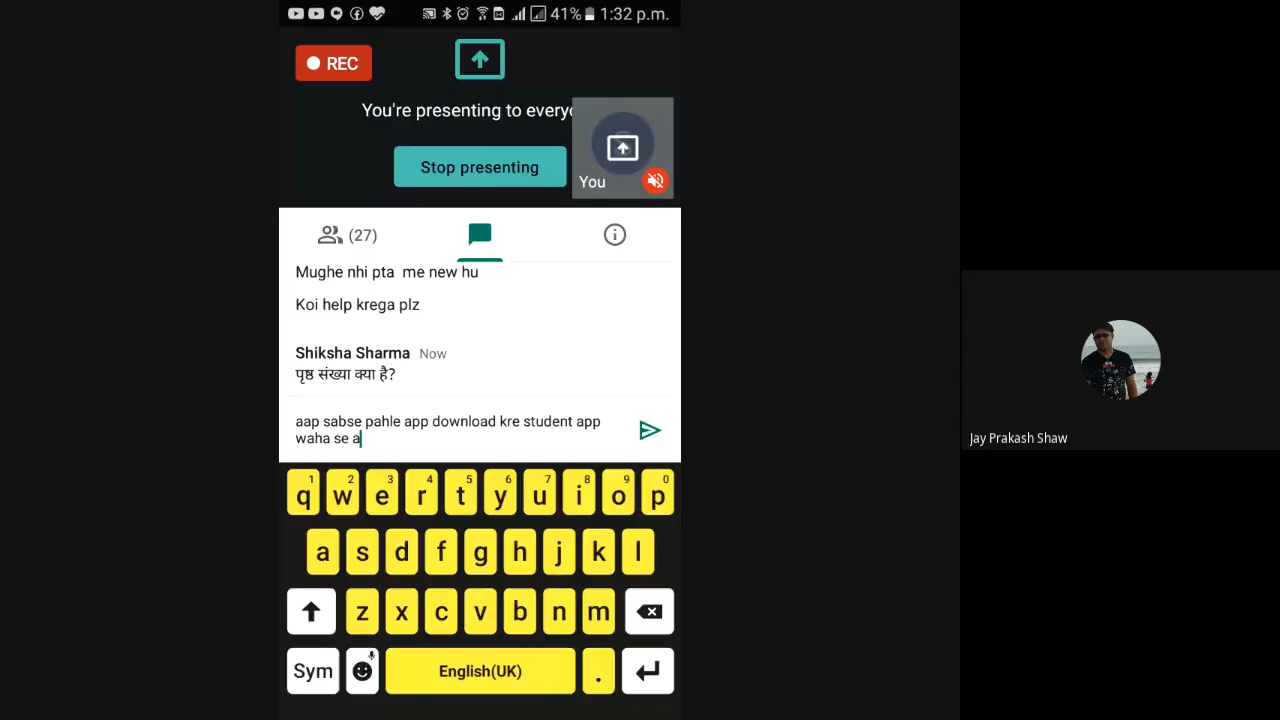 41% 1:32 p.m.
REC
You're presenting to everyo
Stop presenting
You
(27)
Mughe nhi pta me new hu
Koi help krega plz
Shiksha Sharma Now
पृष्ठ संख्या क्या है?
aap sabse pahle app download kre student app
waha se a
1 2 3 4 5 6 7 8 9 0
q w e r t y u i o p
a s d f g h j k l
z x c v b n m
Sym English(UK) .
Jay Prakash Shaw